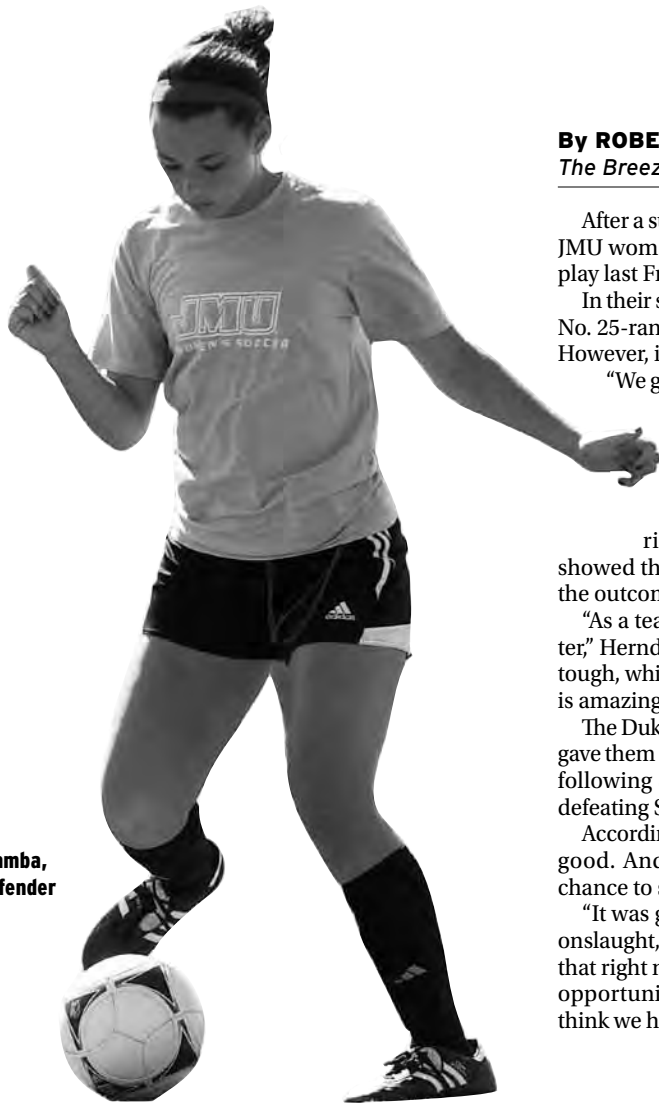 JMU
WOMEN'S SOCCER
adidas
amba,
fender
By ROBE
The Breez
After a su
JMU wom
play last Fr
In their s
No. 25-ran
However, i
“We g
ri
showed th
the outcon
“As a tea
ter,” Hernd
tough, whi
is amazing
The Duk
gave them
following
defeating S
Accordin
good. And
chance to s
“It was g
onslaught,
that right n
opportuni
think we h